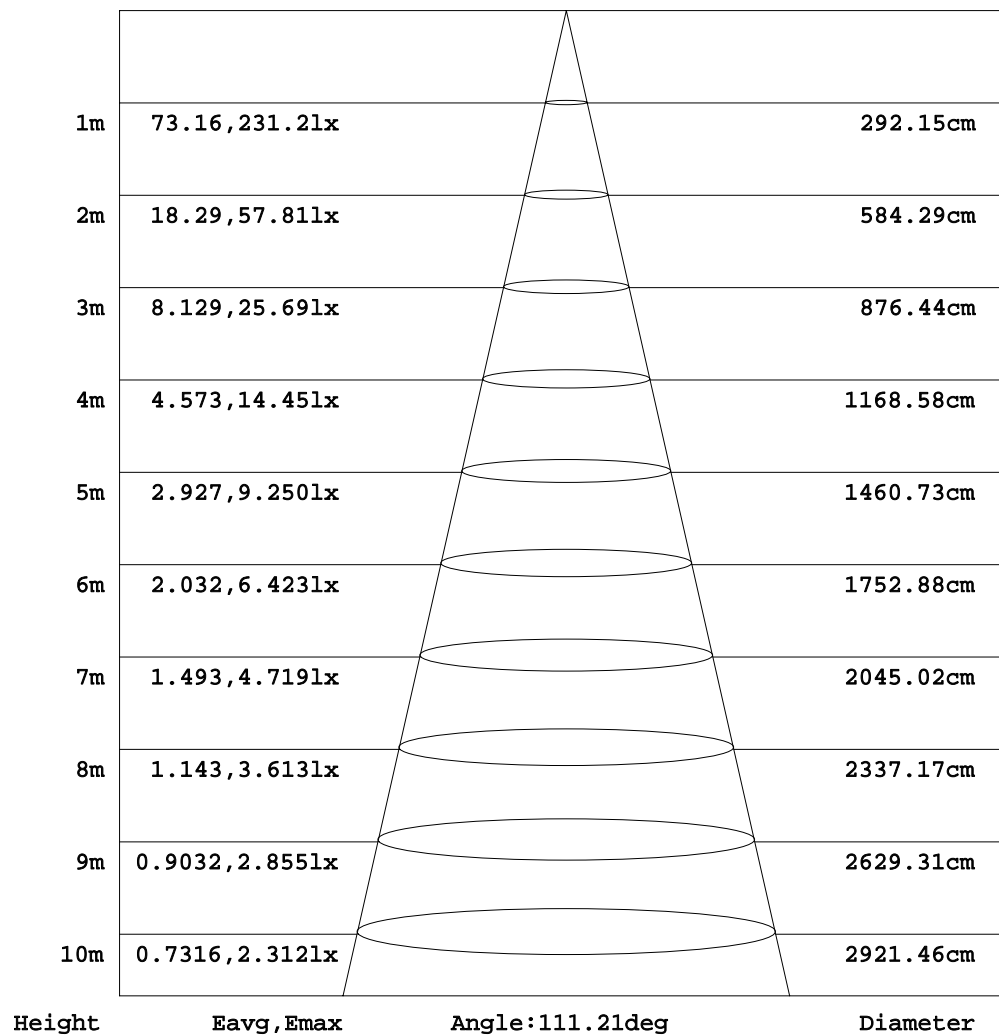 1m 73.16,231.2lx 292.15cm
2m 18.29,57.81lx 584.29cm
3m 8.129,25.69lx 876.44cm
4m 4.573,14.45lx 1168.58cm
5m 2.927,9.250lx 1460.73cm
6m 2.032,6.423lx 1752.88cm
7m 1.493,4.719lx 2045.02cm
8m 1.143,3.613lx 2337.17cm
9m 0.9032,2.855lx 2629.31cm
10m 0.7316,2.312lx 2921.46cm
Height Eavg,Emax Angle:111.21deg Diameter